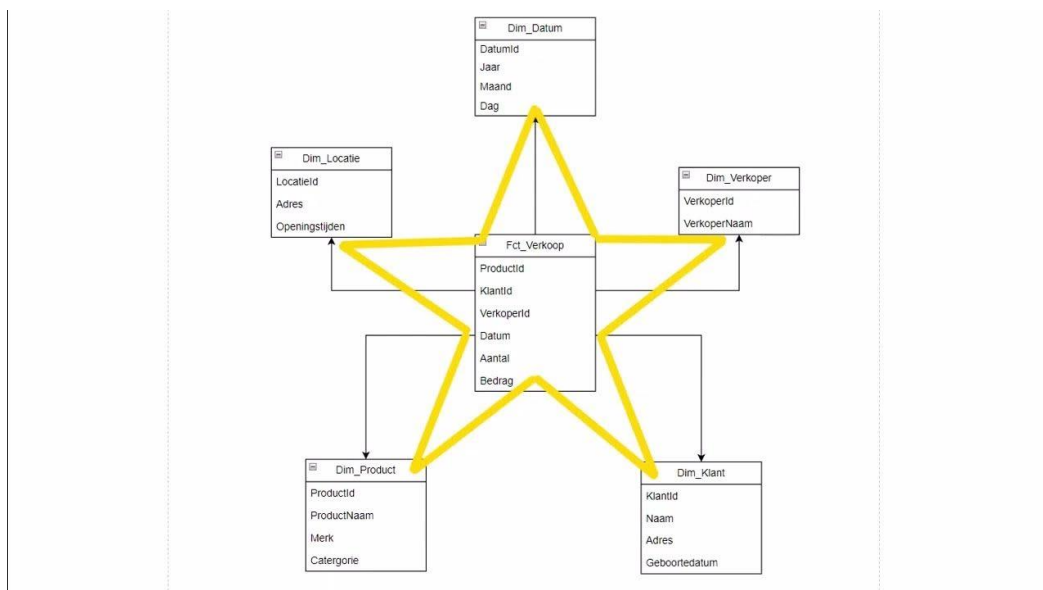 Dim_Datum
DatumId
Jaar
Maand
Dag
Dim_Locatie
LocatieId
Adres
Openingstijden
Dim_Verkoper
VerkoperId
VerkoperNaam
Fct_Verkoop
ProductId
KlantId
VerkoperId
Datum
Aantal
Bedrag
Dim_Product
ProductId
ProductNaam
Merk
Catergorie
Dim_Klant
KlantId
Naam
Adres
Geboortedatum